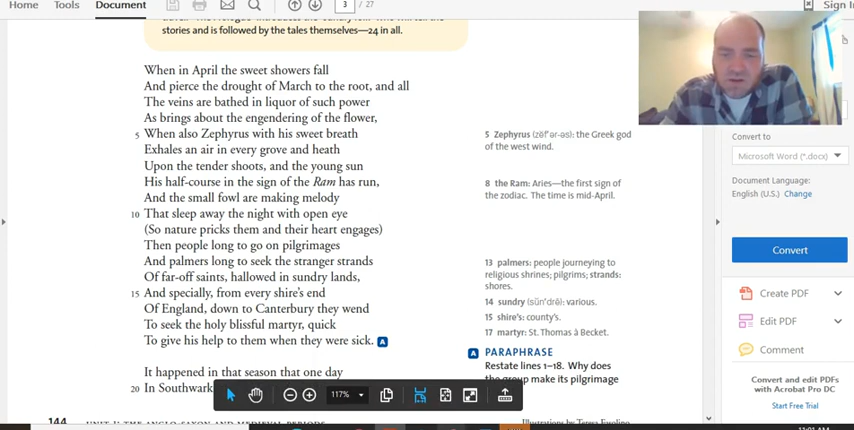 Home Tools Document 3 / 27 Sign I
stories and is followed by the tales themselves—24 in all.
When in April the sweet showers fall
And pierce the drought of March to the root, and all
The veins are bathed in liquor of such power
As brings about the engendering of the flower,
5 When also Zephyrus with his sweet breath
Exhales an air in every grove and heath
Upon the tender shoots, and the young sun
His half-course in the sign of the Ram has run,
And the small fowl are making melody
10 That sleep away the night with open eye
(So nature pricks them and their heart engages)
Then people long to go on pilgrimages
And palmers long to seek the stranger strands
Of far-off saints, hallowed in sundry lands,
15 And specially, from every shire's end
Of England, down to Canterbury they wend
To seek the holy blissful martyr, quick
To give his help to them when they were sick. A
It happened in that season that one day
20 In Southwark
144
5 Zephyrus (zĕf′ər-əs): the Greek god
of the west wind.
8 the Ram: Aries—the first sign of
the zodiac. The time is mid-April.
13 palmers: people journeying to
religious shrines; pilgrims; strands:
shores.
14 sundry (sŭn′drē): various.
15 shire's: county's.
17 martyr: St. Thomas à Becket.
A PARAPHRASE
Restate lines 1–18. Why does
the group make its pilgrimage
117%
Convert to
Microsoft Word (*.docx)
Document Language:
English (U.S.) Change
Convert
Create PDF
Edit PDF
Comment
Convert and edit PDFs
with Acrobat Pro DC
Start Free Trial